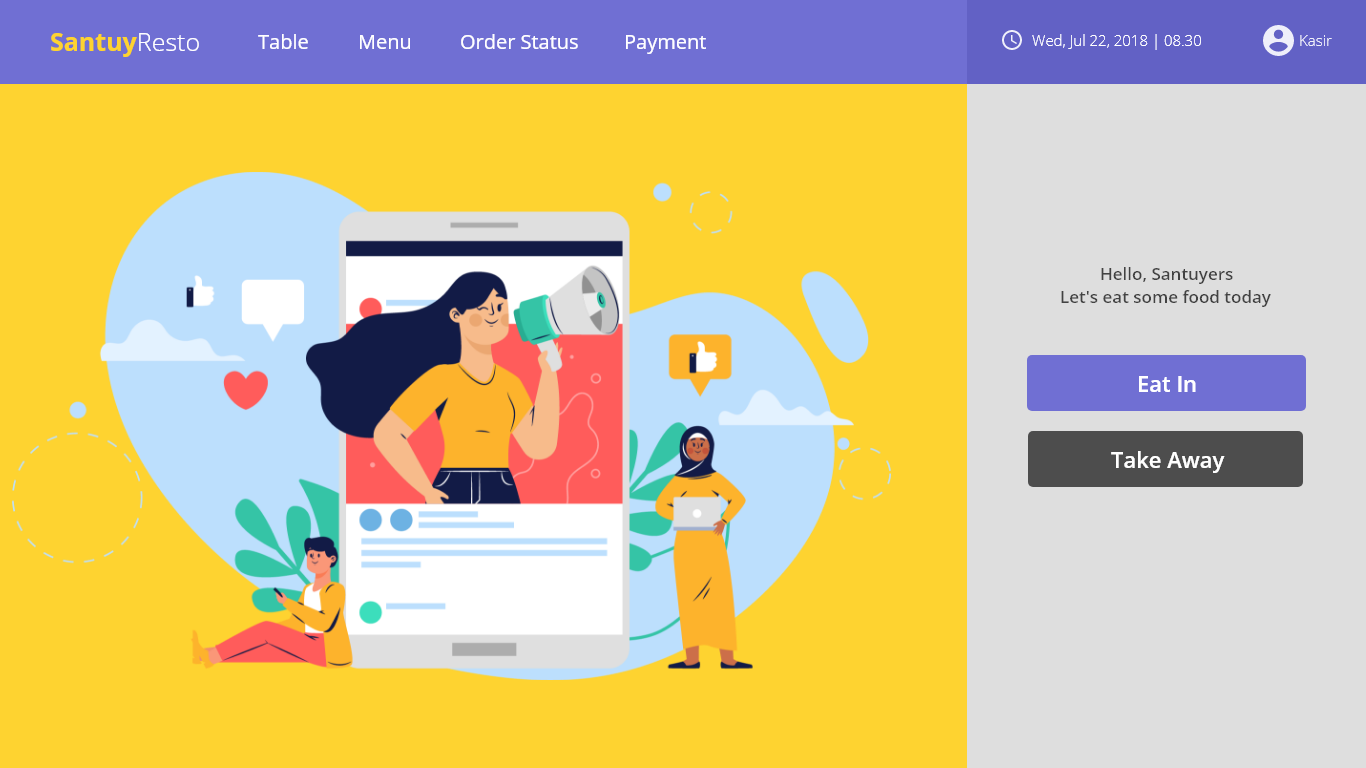 SantuyResto
Table
Menu
Order Status
Payment
Wed, Jul 22, 2018 | 08.30
Kasir
Hello, Santuyers
Let's eat some food today
Eat In
Take Away